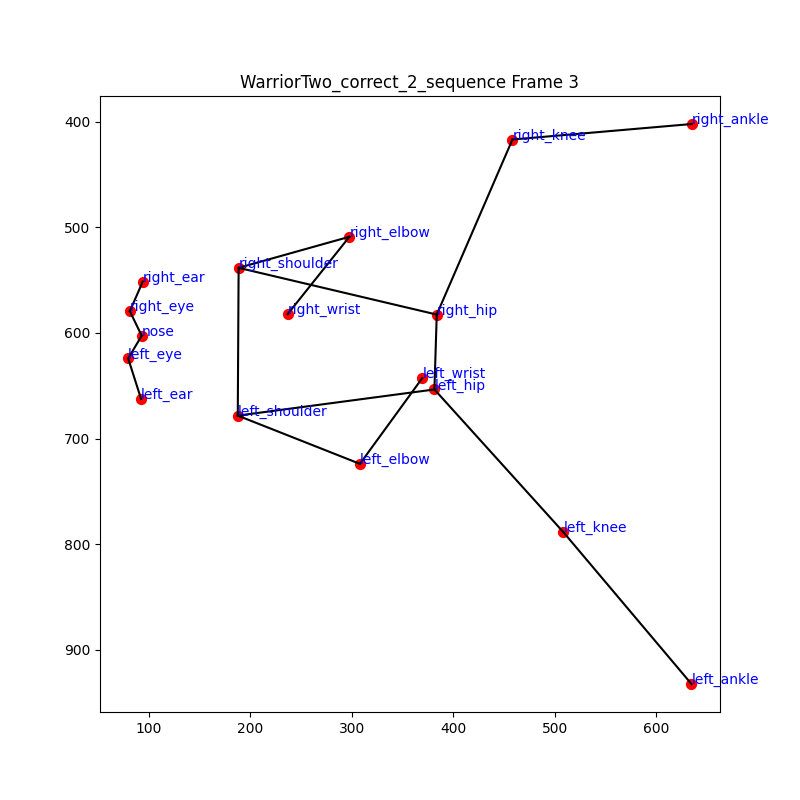 WarriorTwo_correct_2_sequence Frame 3
400
right_ankle
right_knee
500
right_elbow
right_shoulder
right_ear
right_eye
right_wrist
right_hip
600
nose
left_eye
left_wrist
left_hip
left_ear
left_shoulder
700
left_elbow
left_knee
800
900
left_ankle
100 200 300 400 500 600